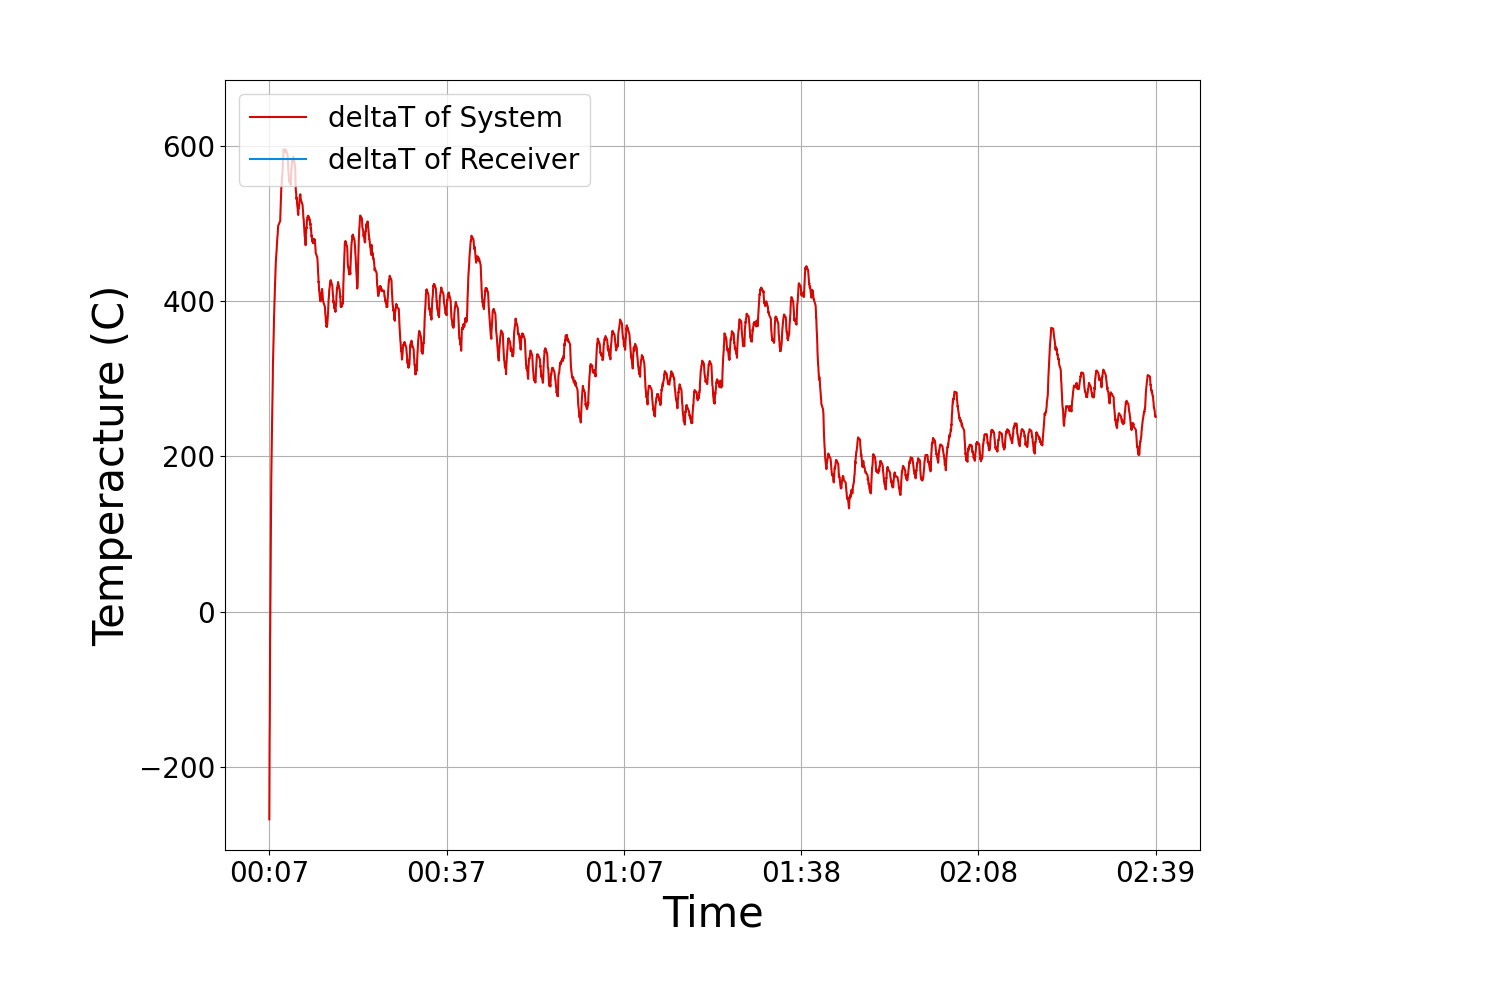 deltaT of System
deltaT of Receiver
600
400
200
0
−200
Temperacture (C)
00:07 00:37 01:07 01:38 02:08 02:39
Time